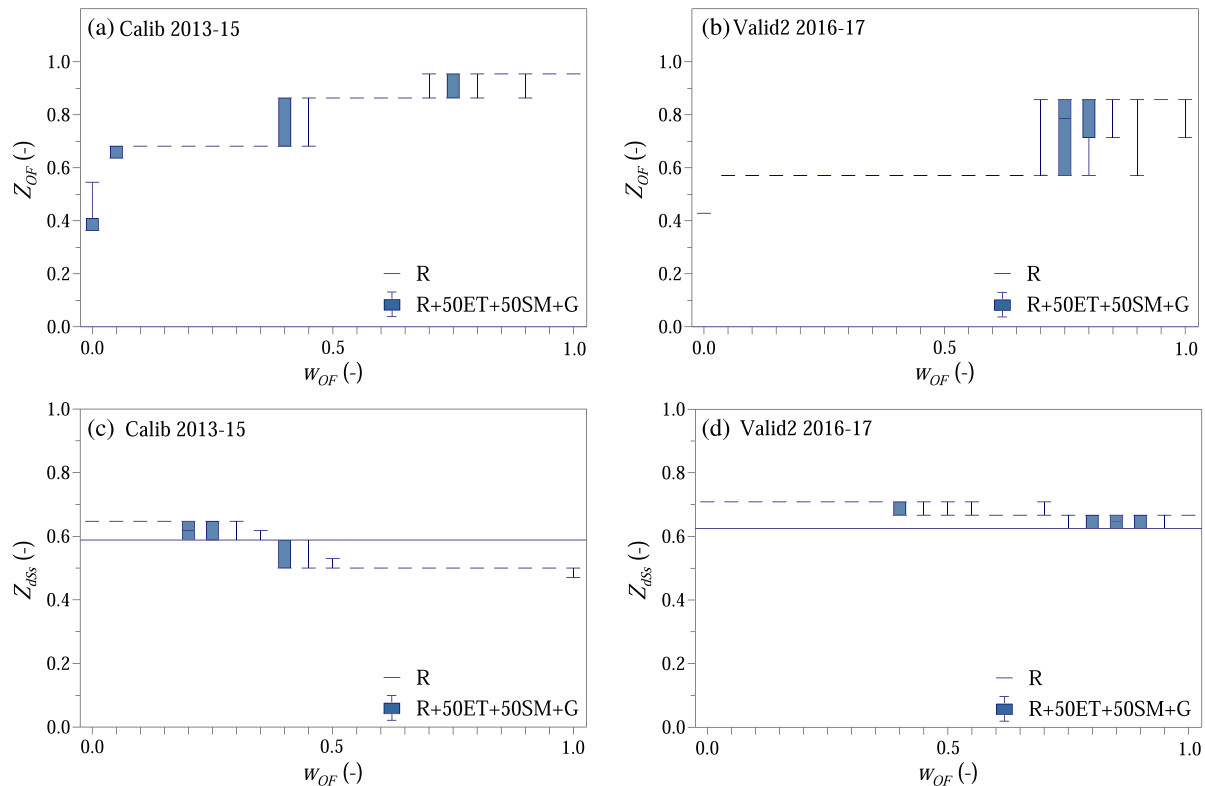 (a) Calib 2013-15
1.0
0.8
0.6
0.4
0.2
0.0
Z_OF (-)
R
R+50ET+50SM+G
0.0 0.5 1.0
w_OF (-)
(b) Valid2 2016-17
1.0
0.8
0.6
0.4
0.2
0.0
Z_OF (-)
R
R+50ET+50SM+G
0.0 0.5 1.0
w_OF (-)
(c) Calib 2013-15
1.0
0.8
0.6
0.4
0.2
0.0
Z_dSs (-)
R
R+50ET+50SM+G
0.0 0.5 1.0
w_OF (-)
(d) Valid2 2016-17
1.0
0.8
0.6
0.4
0.2
0.0
Z_dSs (-)
R
R+50ET+50SM+G
0.0 0.5 1.0
w_OF (-)